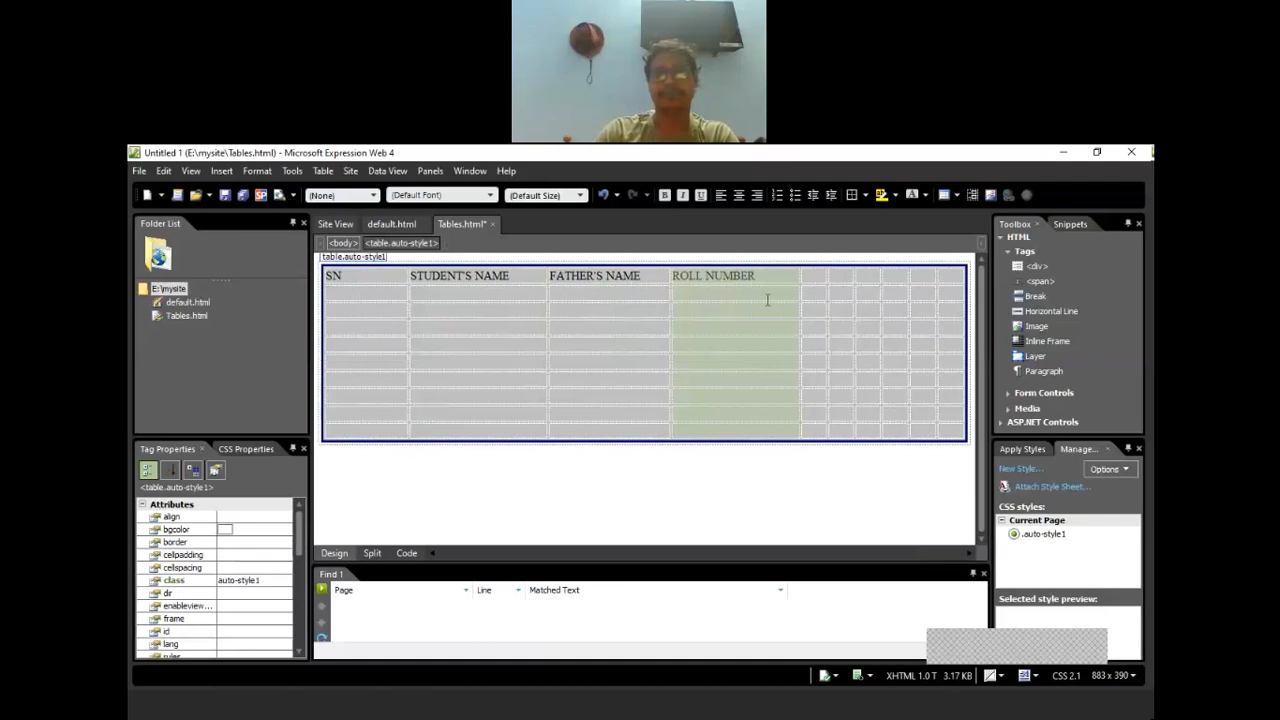 Untitled 1 (E:\mysite\Tables.html) - Microsoft Expression Web 4
File Edit View Insert Format Tools Table Site Data View Panels Window Help
(None) (Default Font) (Default Size)
Folder List
Site View default.html Tables.html*
Toolbox Snippets
<body> <table.auto-style1>
table.auto-style1
HTML
Tags
<div>
<span>
Break
Horizontal Line
Image
Inline Frame
Layer
Paragraph
Form Controls
Media
ASP.NET Controls
E:\mysite
default.html
Tables.html
SN STUDENT'S NAME FATHER'S NAME ROLL NUMBER
Tag Properties CSS Properties
<table.auto-style1>
Attributes
align
bgcolor
border
cellpadding
cellspacing
class auto-style1
dir
enableview...
frame
id
lang
rules
Apply Styles Manage...
New Style... Options
Attach Style Sheet...
CSS styles:
Current Page
.auto-style1
Selected style preview:
Design Split Code
Find 1
Page Line Matched Text
XHTML 1.0 T 3.17 KB CSS 2.1 883 x 390